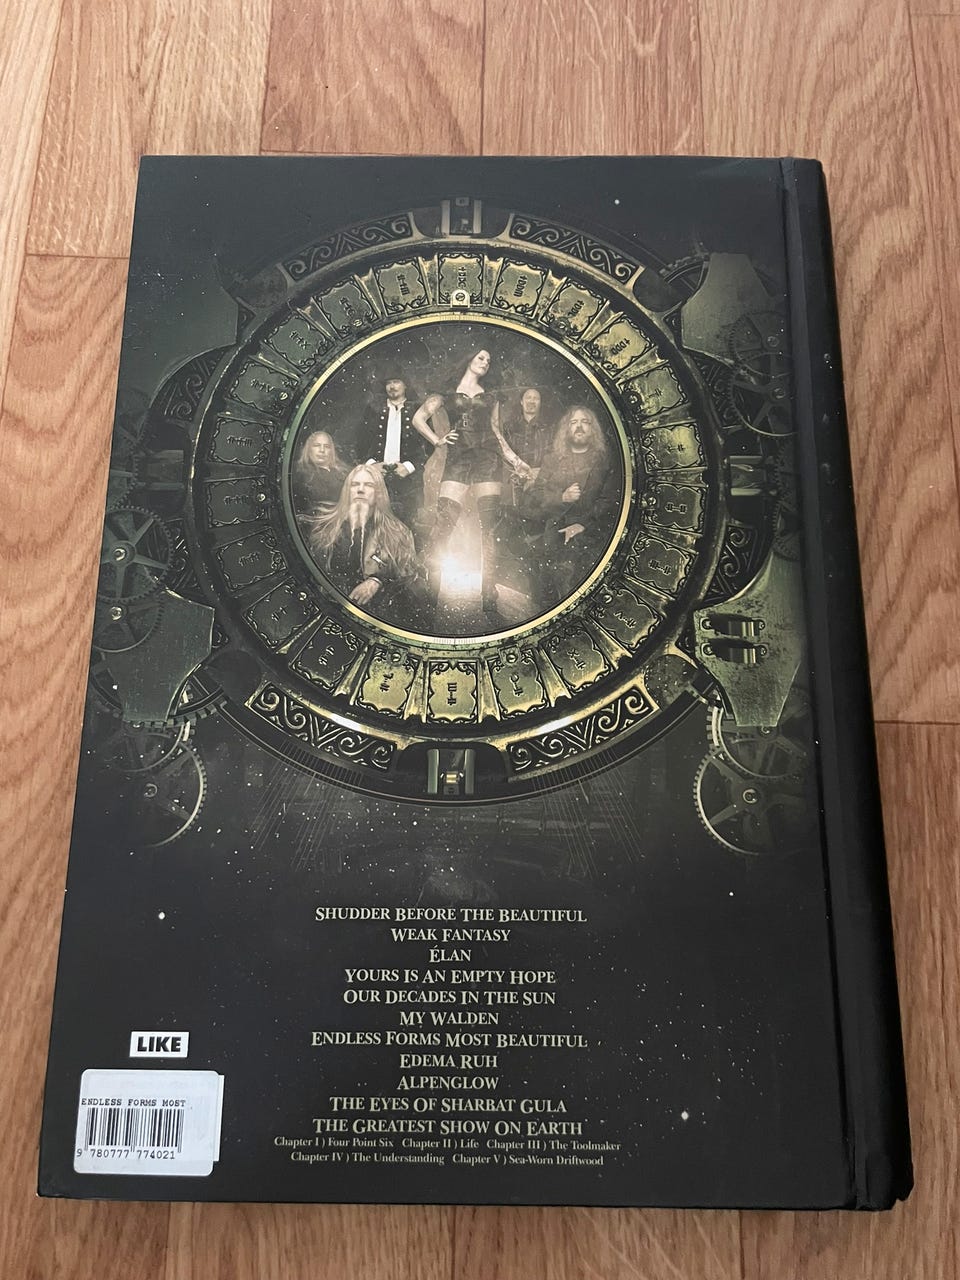 SHUDDER BEFORE THE BEAUTIFUL
WEAK FANTASY
ÉLAN
YOURS IS AN EMPTY HOPE
OUR DECADES IN THE SUN
MY WALDEN
ENDLESS FORMS MOST BEAUTIFUL
EDEMA RUH
ALPENGLOW
THE EYES OF SHARBAT GULA
THE GREATEST SHOW ON EARTH
Chapter I ) Four Point Six Chapter II ) Life Chapter III ) The Toolmaker
Chapter IV ) The Understanding Chapter V ) Sea-Worn Driftwood
LIKE
ENDLESS FORMS MOST
9 780777 774021